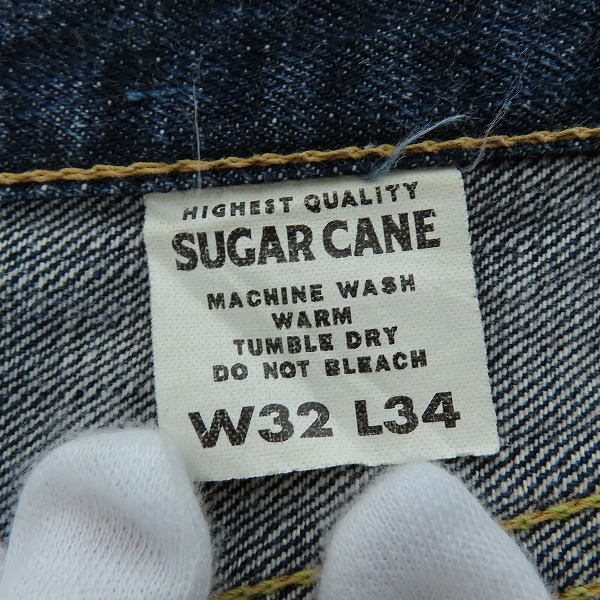 HIGHEST QUALITY
SUGAR CANE
MACHINE WASH
WARM
TUMBLE DRY
DO NOT BLEACH
W32 L34